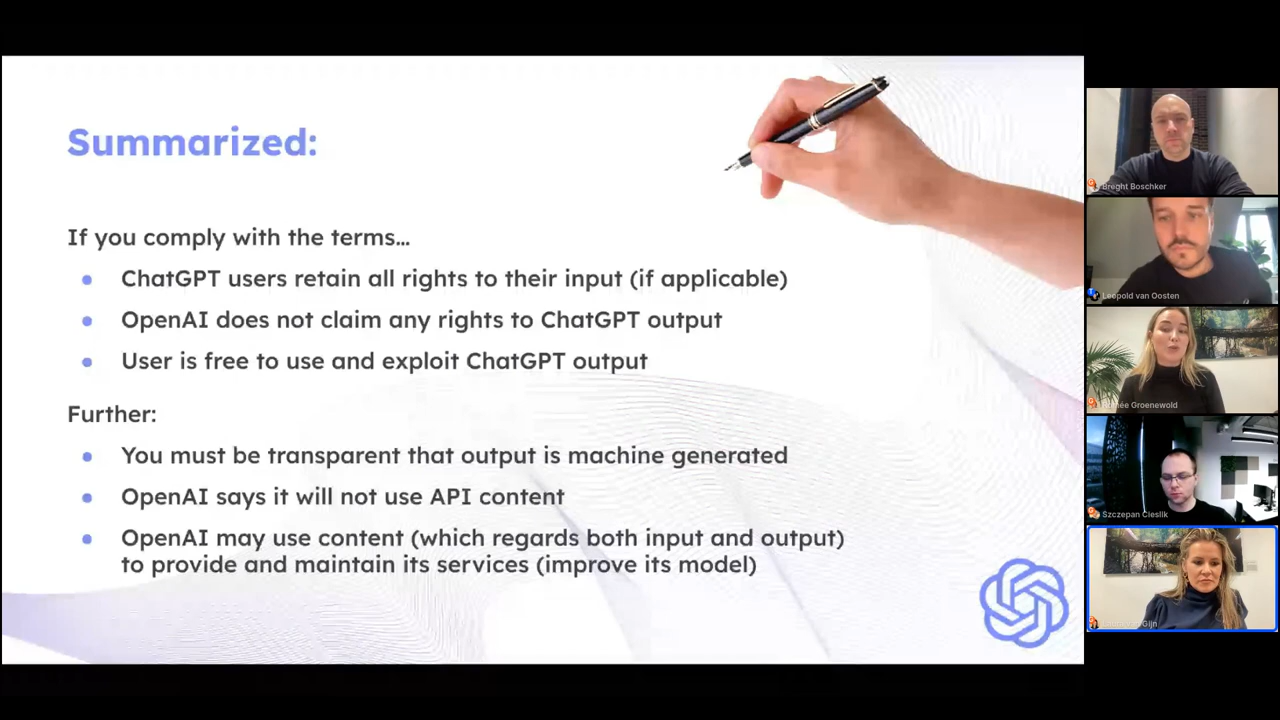 Summarized:
If you comply with the terms...
ChatGPT users retain all rights to their input (if applicable)
OpenAI does not claim any rights to ChatGPT output
User is free to use and exploit ChatGPT output
Further:
You must be transparent that output is machine generated
OpenAI says it will not use API content
OpenAI may use content (which regards both input and output)
to provide and maintain its services (improve its model)
Breght Boschker
Leopold van Oosten
Groenewold
Szczepan Cieslik
Gijn